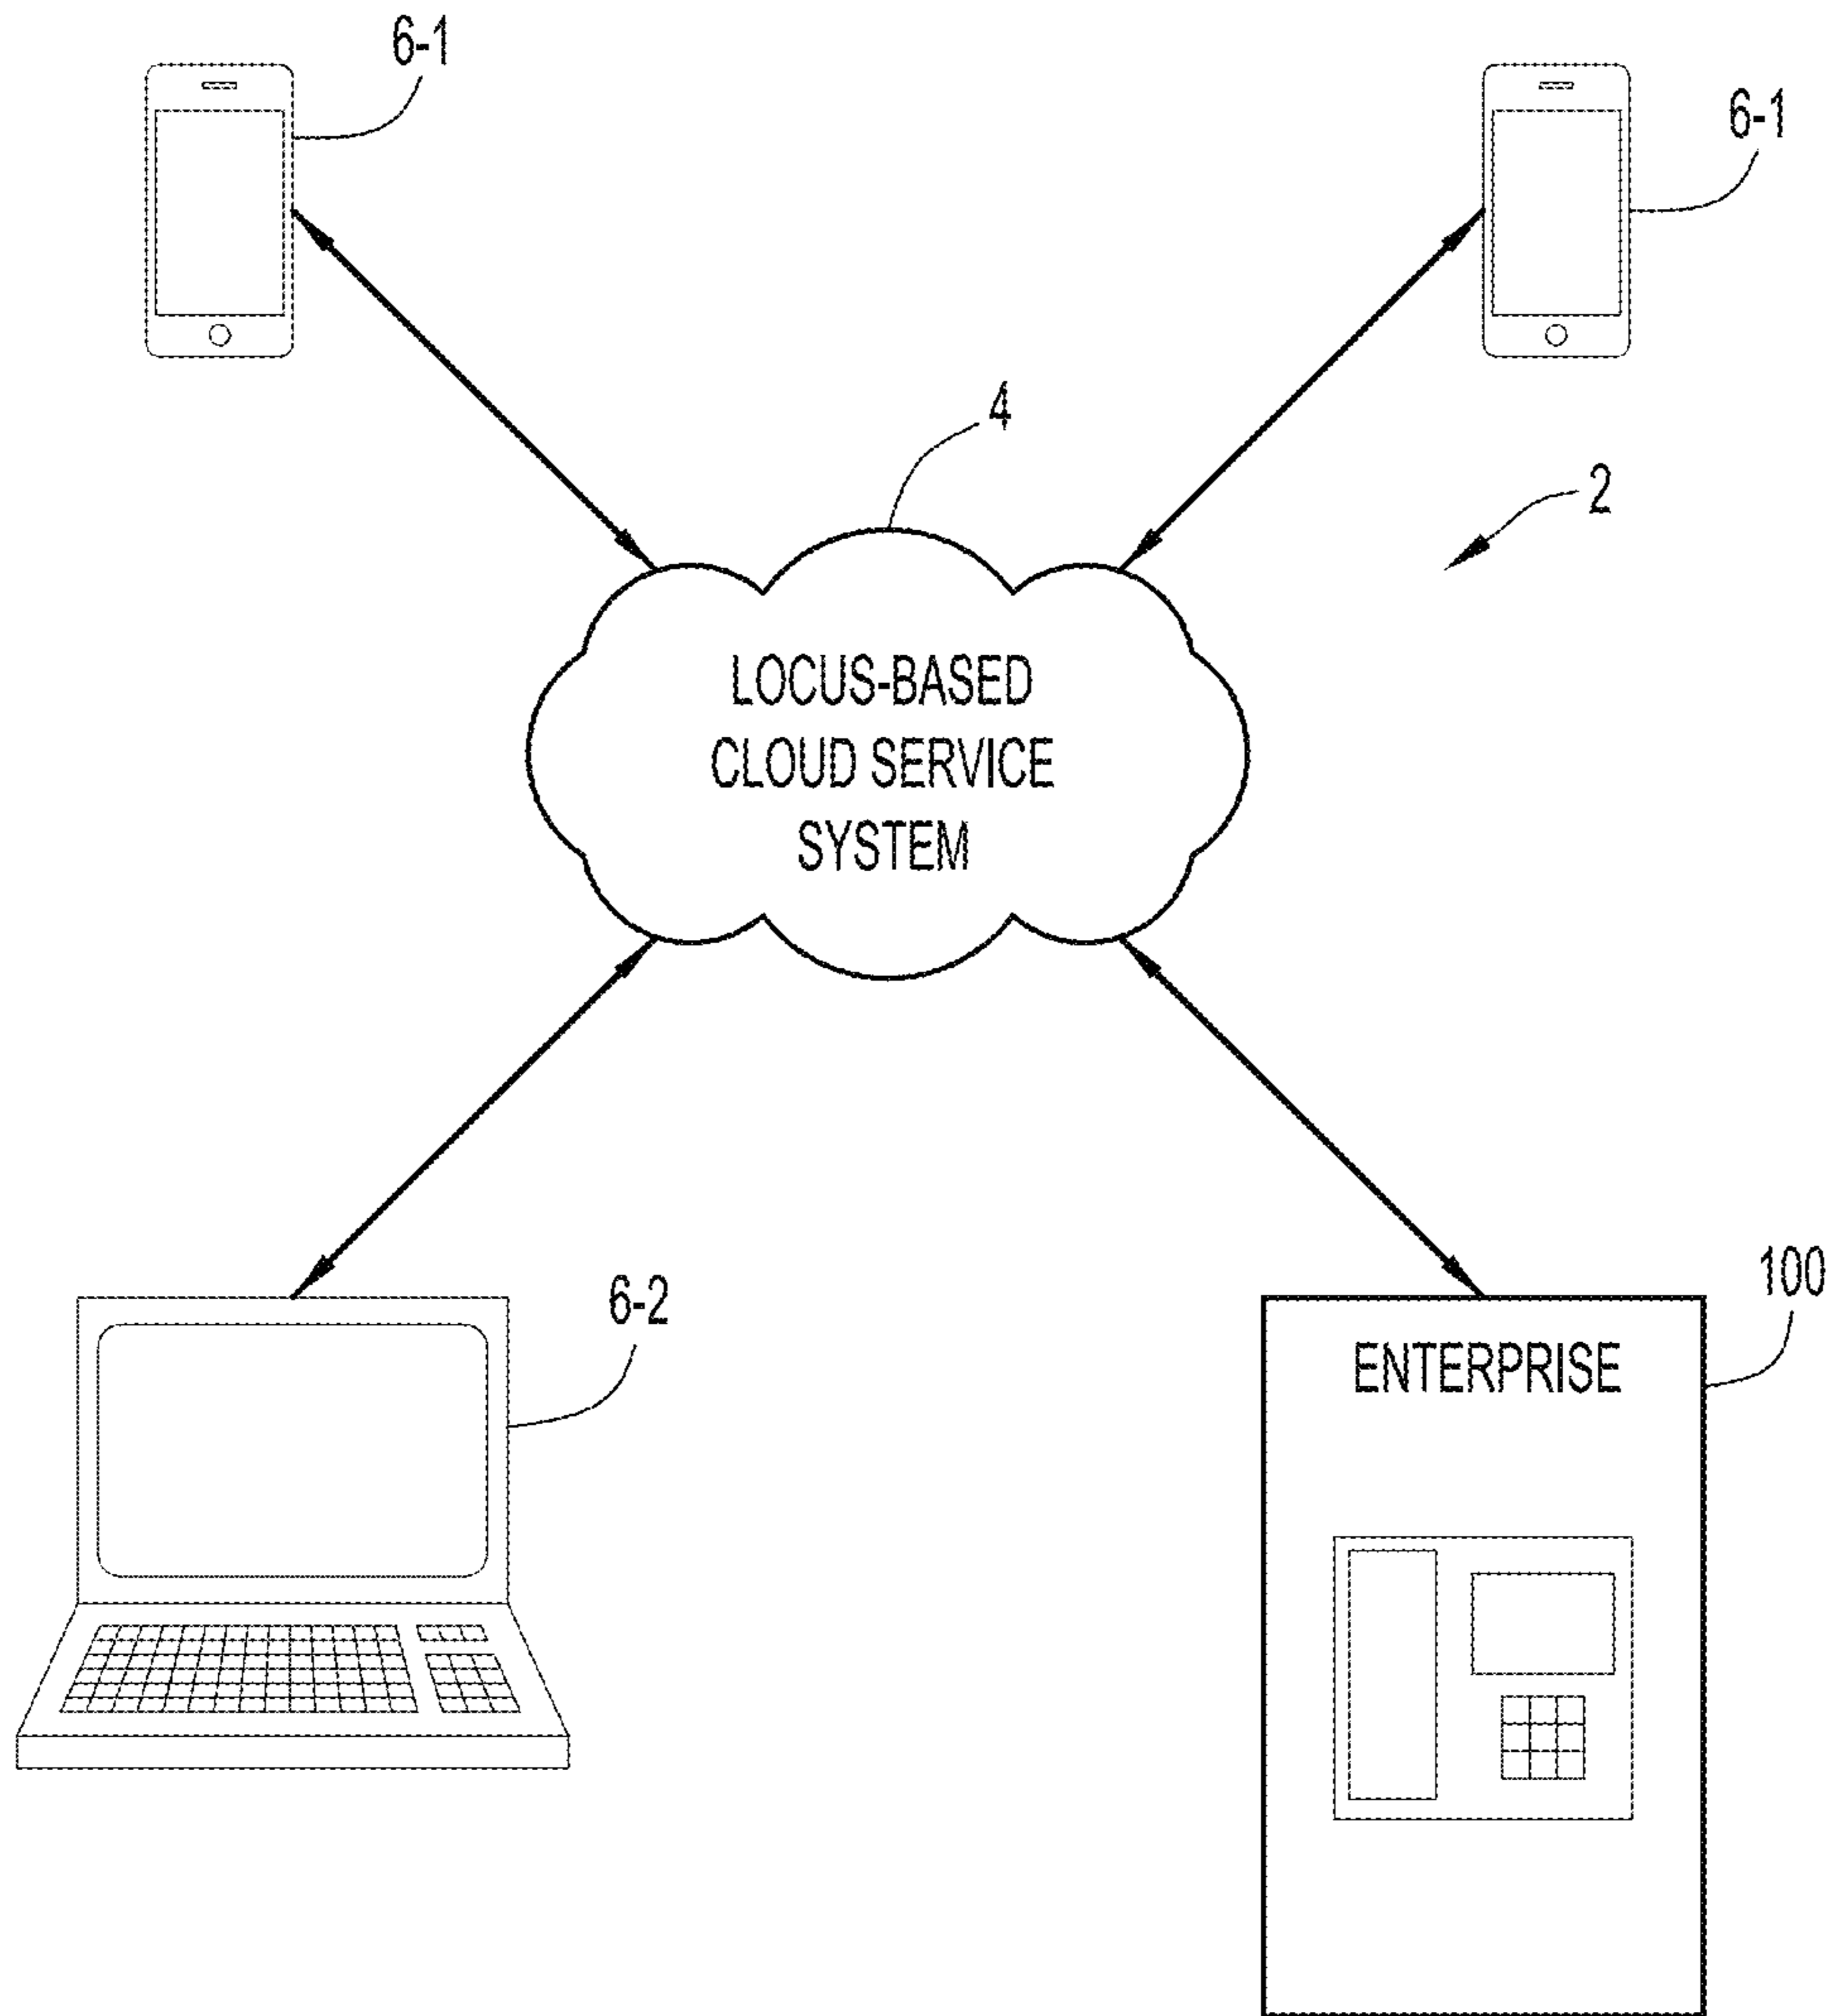 6-1
6-1
4
2
LOCUS-BASED
CLOUD SERVICE
SYSTEM
6-2
100
ENTERPRISE